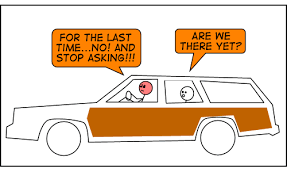 FOR THE LAST
TIME...NO! AND
STOP ASKING!!!
ARE WE
THERE YET?